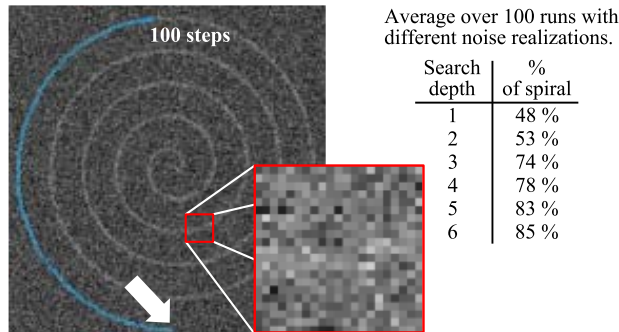 100 steps
Average over 100 runs with
different noise realizations.
Search %
depth of spiral
1 48 %
2 53 %
3 74 %
4 78 %
5 83 %
6 85 %